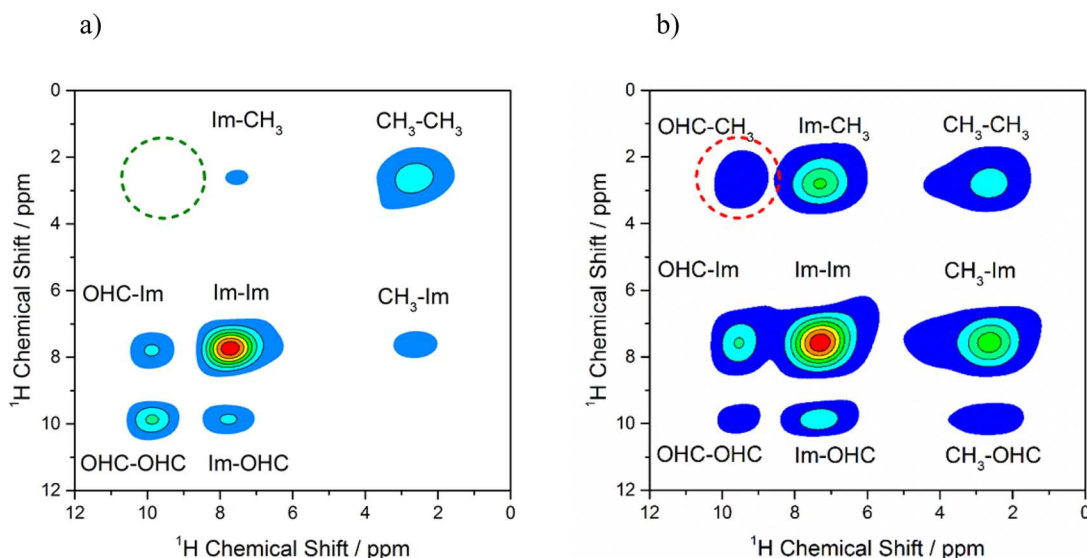 a)
0
2
4
6
8
10
12
12 10 8 6 4 2 0
¹H Chemical Shift / ppm
¹H Chemical Shift / ppm
Im-CH₃
CH₃-CH₃
OHC-Im
Im-Im
CH₃-Im
OHC-OHC
Im-OHC
b)
0
2
4
6
8
10
12
12 10 8 6 4 2 0
¹H Chemical Shift / ppm
¹H Chemical Shift / ppm
OHC-CH₃
Im-CH₃
CH₃-CH₃
OHC-Im
Im-Im
CH₃-Im
OHC-OHC
Im-OHC
CH₃-OHC